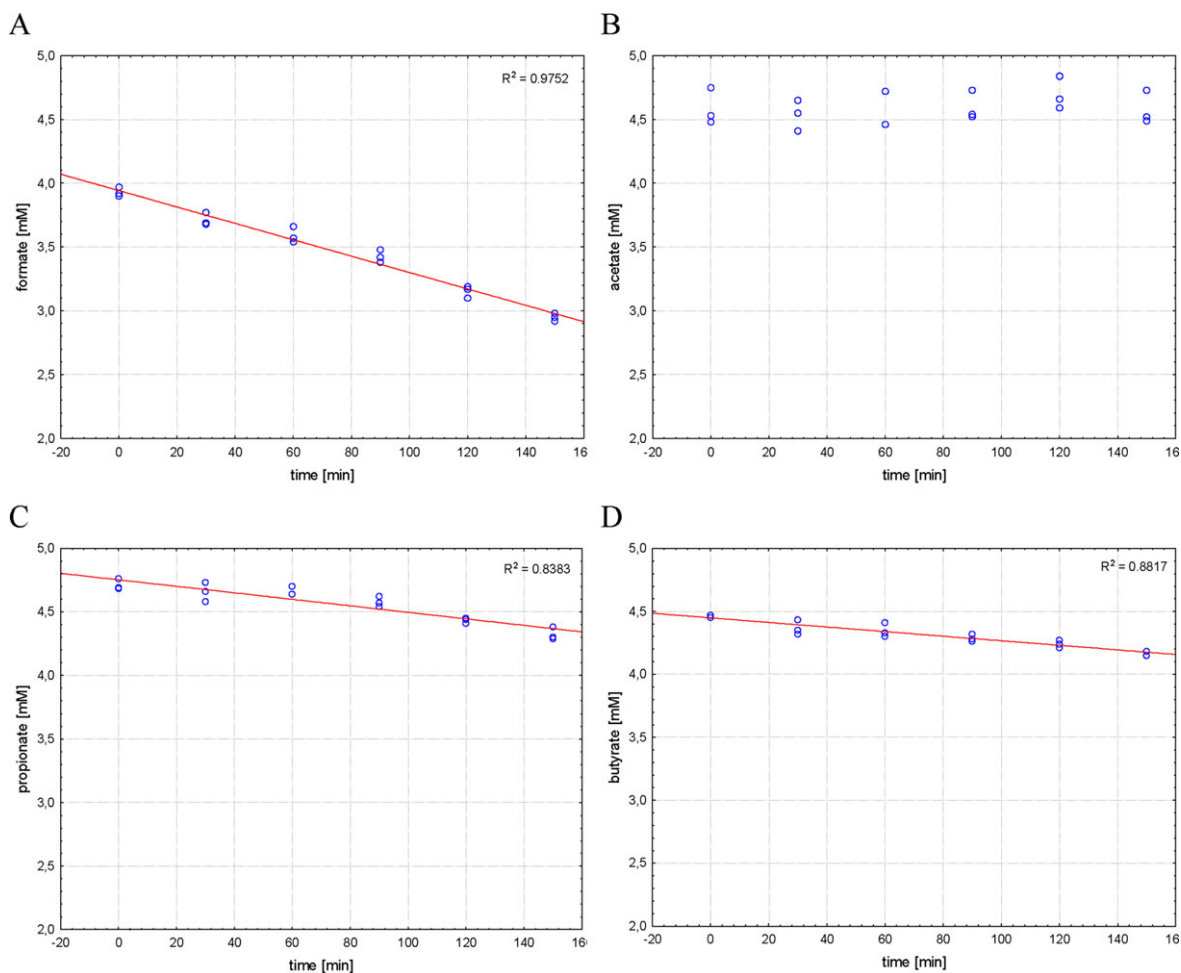 A
5,0
R² = 0.9752
4,5
4,0
3,5
3,0
2,5
2,0
formate [mM]
-20 0 20 40 60 80 100 120 140 16
time [min]
B
5,0
4,5
4,0
3,5
3,0
2,5
2,0
acetate [mM]
-20 0 20 40 60 80 100 120 140 16
time [min]
C
5,0
R² = 0.8383
4,5
4,0
3,5
3,0
2,5
2,0
propionate [mM]
-20 0 20 40 60 80 100 120 140 16
time [min]
D
5,0
R² = 0.8817
4,5
4,0
3,5
3,0
2,5
2,0
butyrate [mM]
-20 0 20 40 60 80 100 120 140 16
time [min]